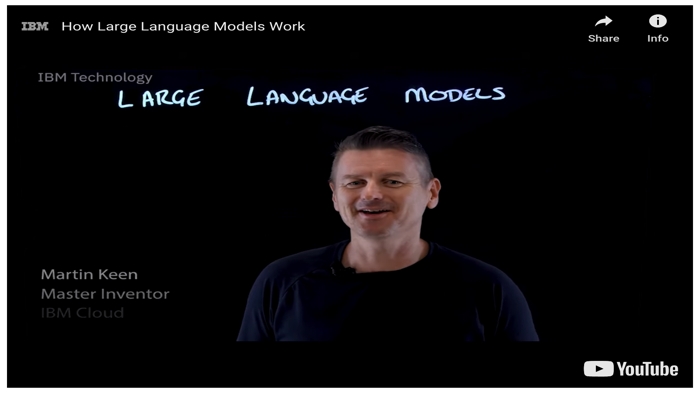 IBM How Large Language Models Work
Share Info
IBM Technology
LARGE LANGUAGE MODELS
Martin Keen
Master Inventor
IBM Cloud
YouTube